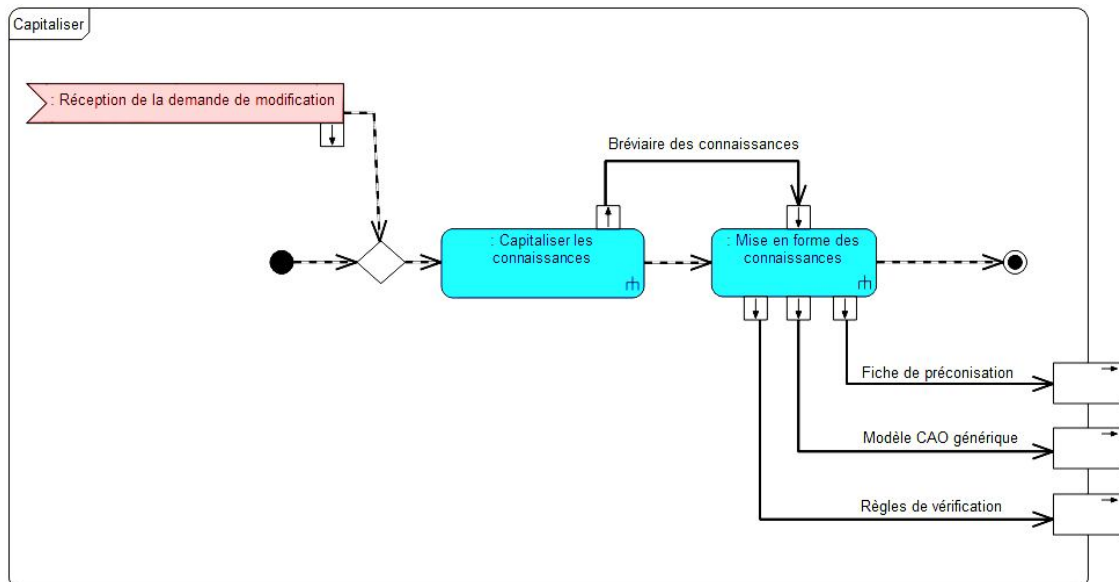 Capitaliser
: Réception de la demande de modification
Bréviaire des connaissances
: Capitaliser les
connaissances
: Mise en forme des
connaissances
Fiche de préconisation
Modèle CAO générique
Règles de vérification